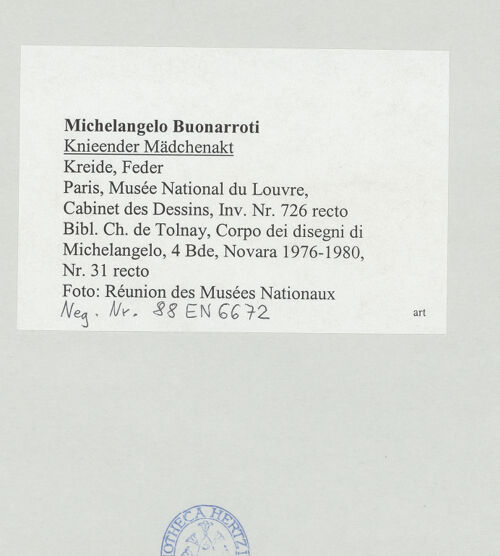 Michelangelo Buonarroti
Knieender Mädchenakt
Kreide, Feder
Paris, Musée National du Louvre,
Cabinet des Dessins, Inv. Nr. 726 recto
Bibl. Ch. de Tolnay, Corpo dei disegni di
Michelangelo, 4 Bde, Novara 1976-1980,
Nr. 31 recto
Foto: Réunion des Musées Nationaux
Neg. Nr. 88 EN 6672
art